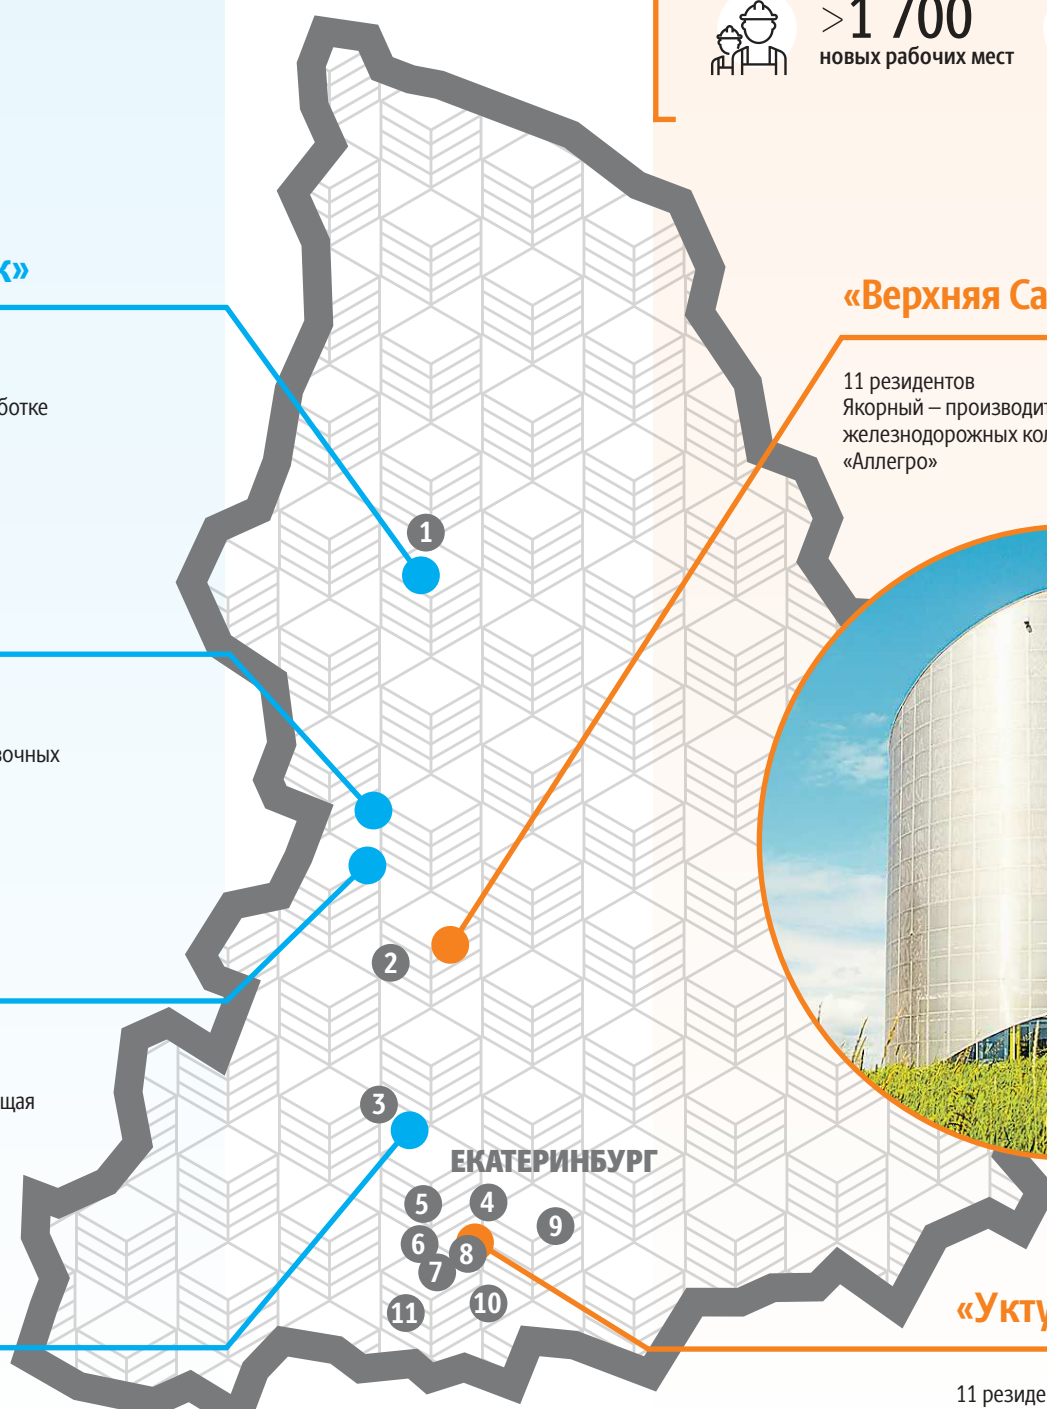 >1 700
новых рабочих мест
к»
«Верхняя Са
ботке
11 резидентов
Якорный – производит
железнодорожных кол
«Аллегро»
1
вочных
2
щая
3
ЕКАТЕРИНБУРГ
5
4
9
6
8
7
11
10
«Укту
11 резиде